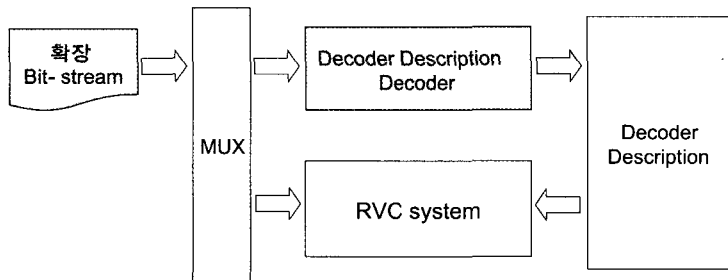 확장
Bit- stream
MUX
Decoder Description
Decoder
RVC system
Decoder
Description